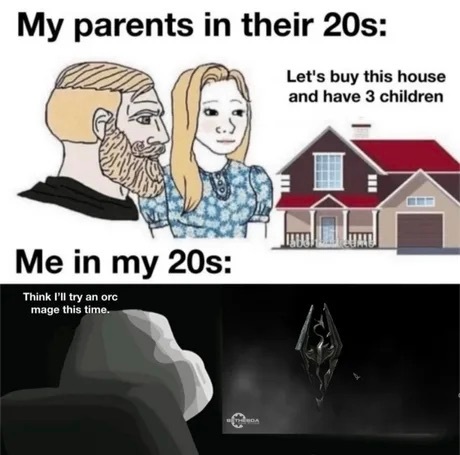 My parents in their 20s:
Let's buy this house
and have 3 children
Me in my 20s:
Think I'll try an orc
mage this time.
BETHESDA